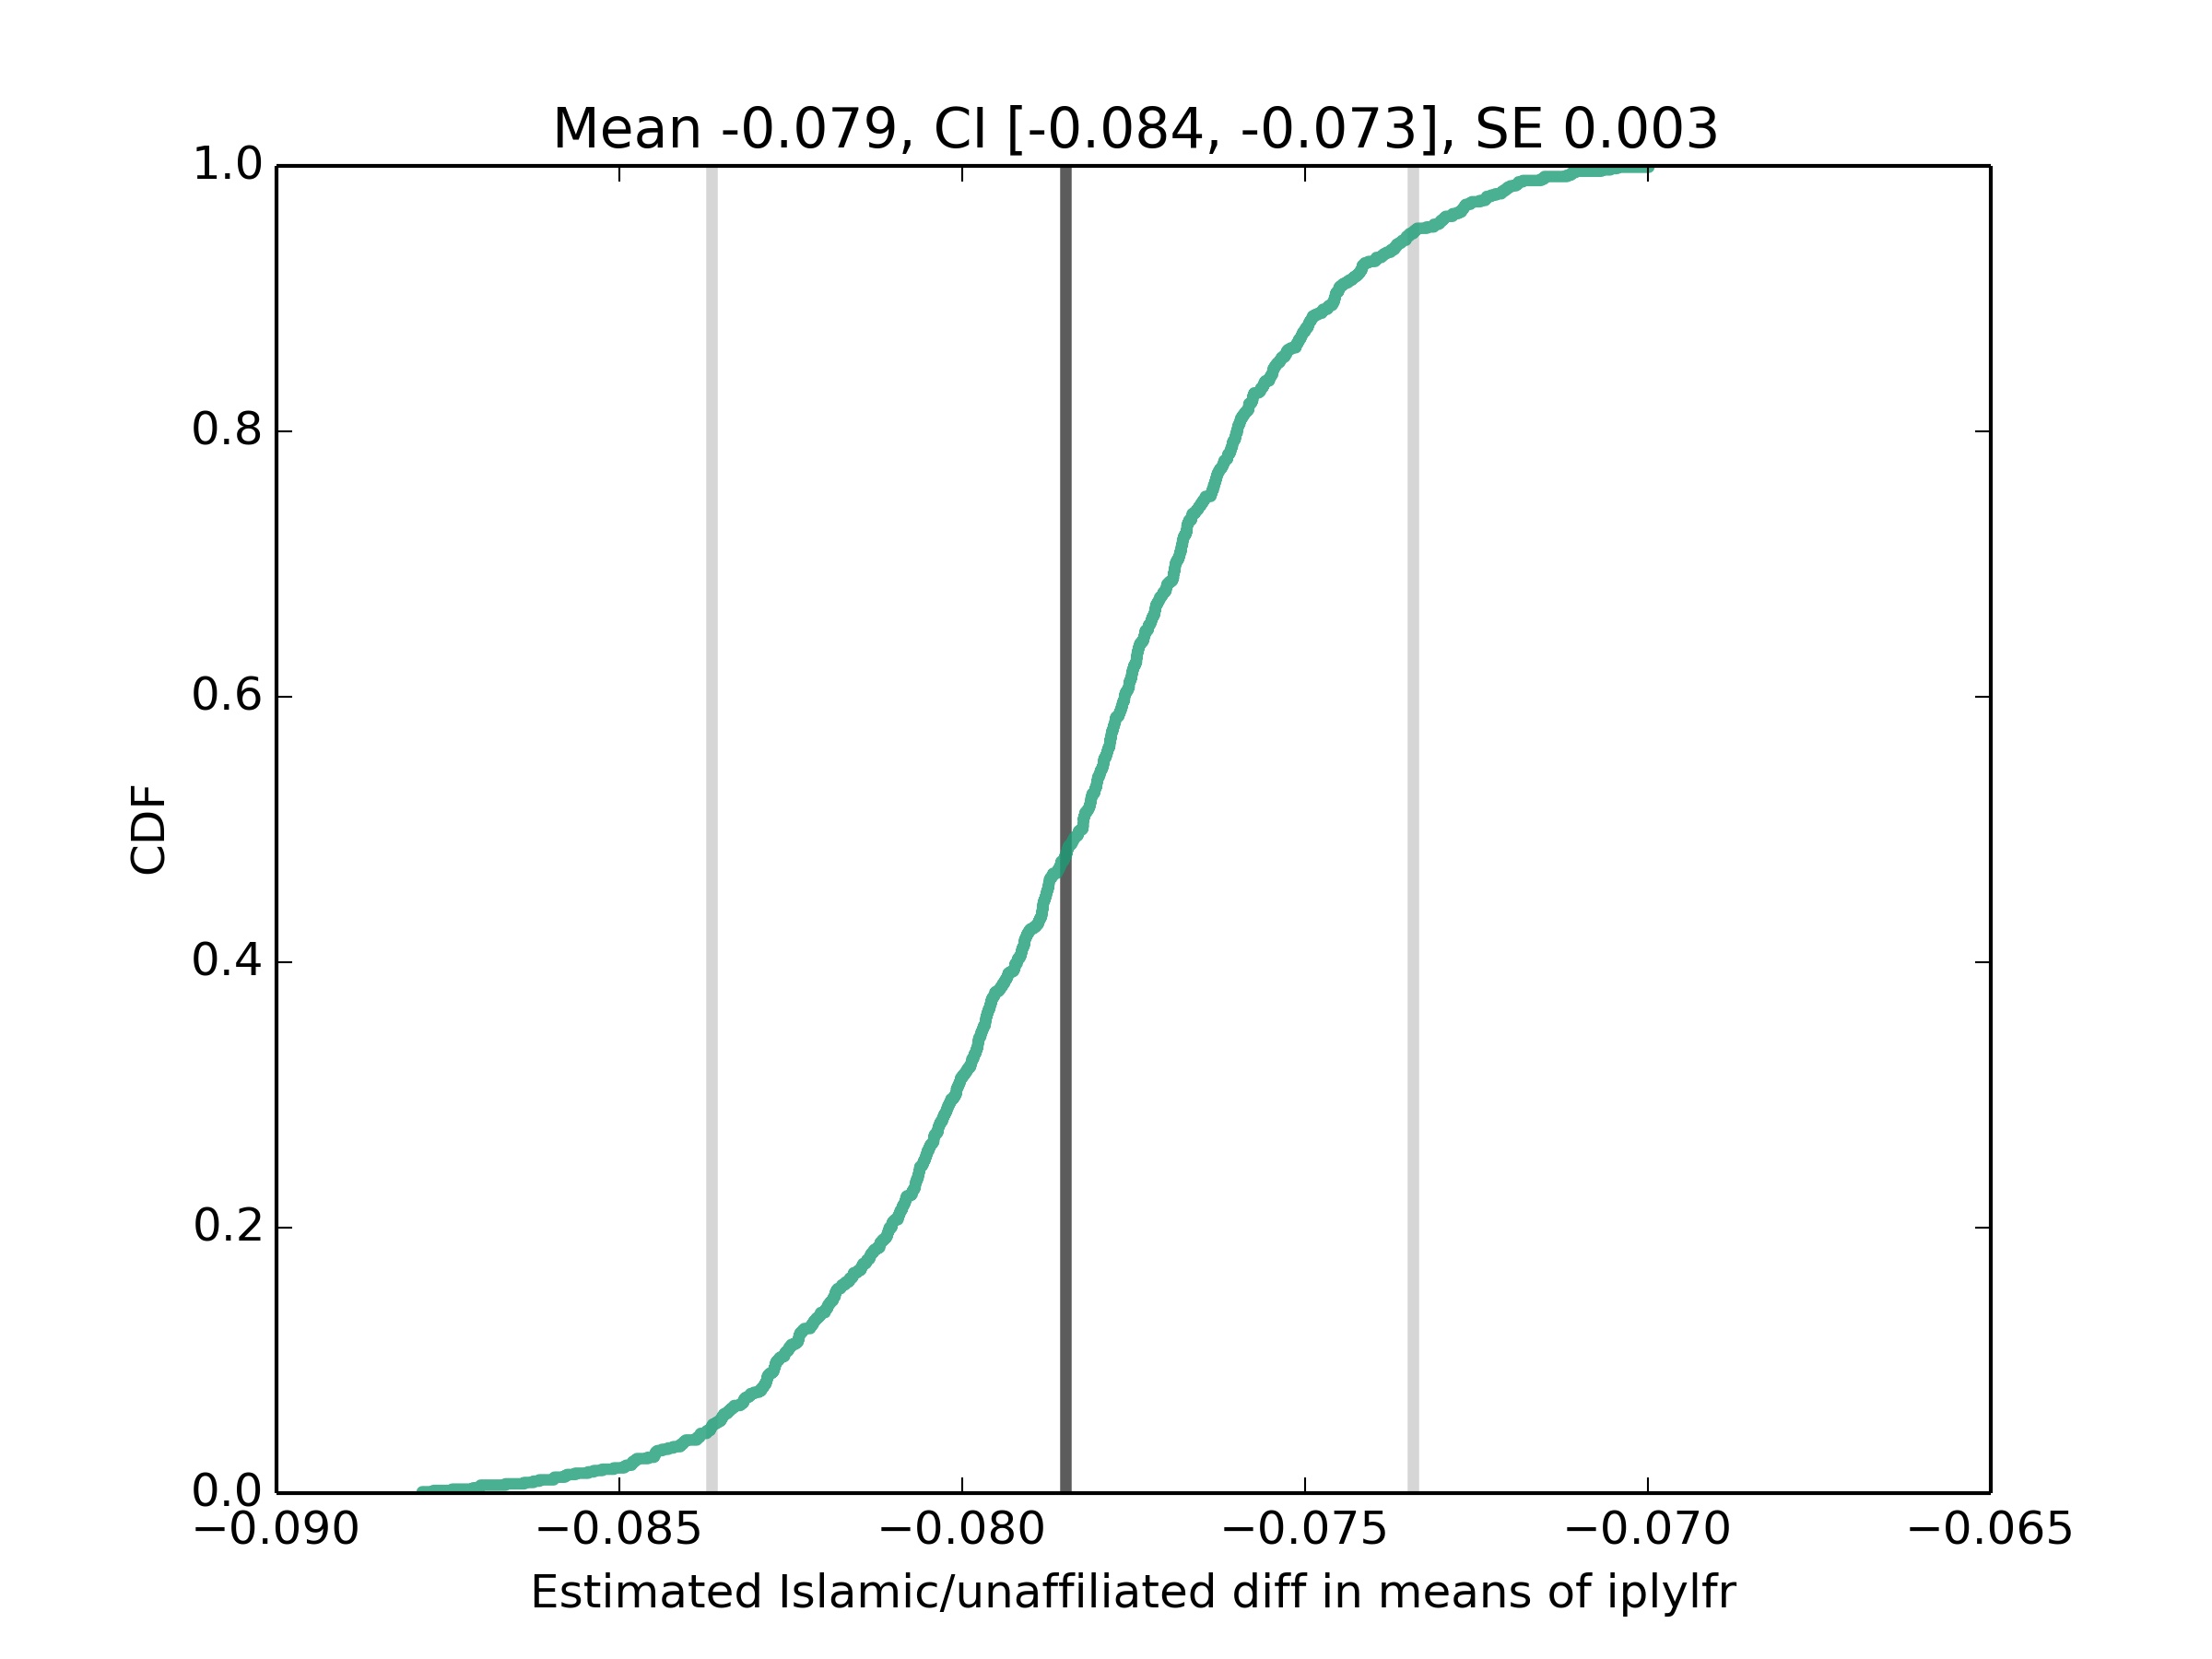 Mean -0.079, CI [-0.084, -0.073], SE 0.003
1.0
0.8
0.6
0.4
0.2
0.0
CDF
−0.090 −0.085 −0.080 −0.075 −0.070 −0.065
Estimated Islamic/unaffiliated diff in means of iplylfr